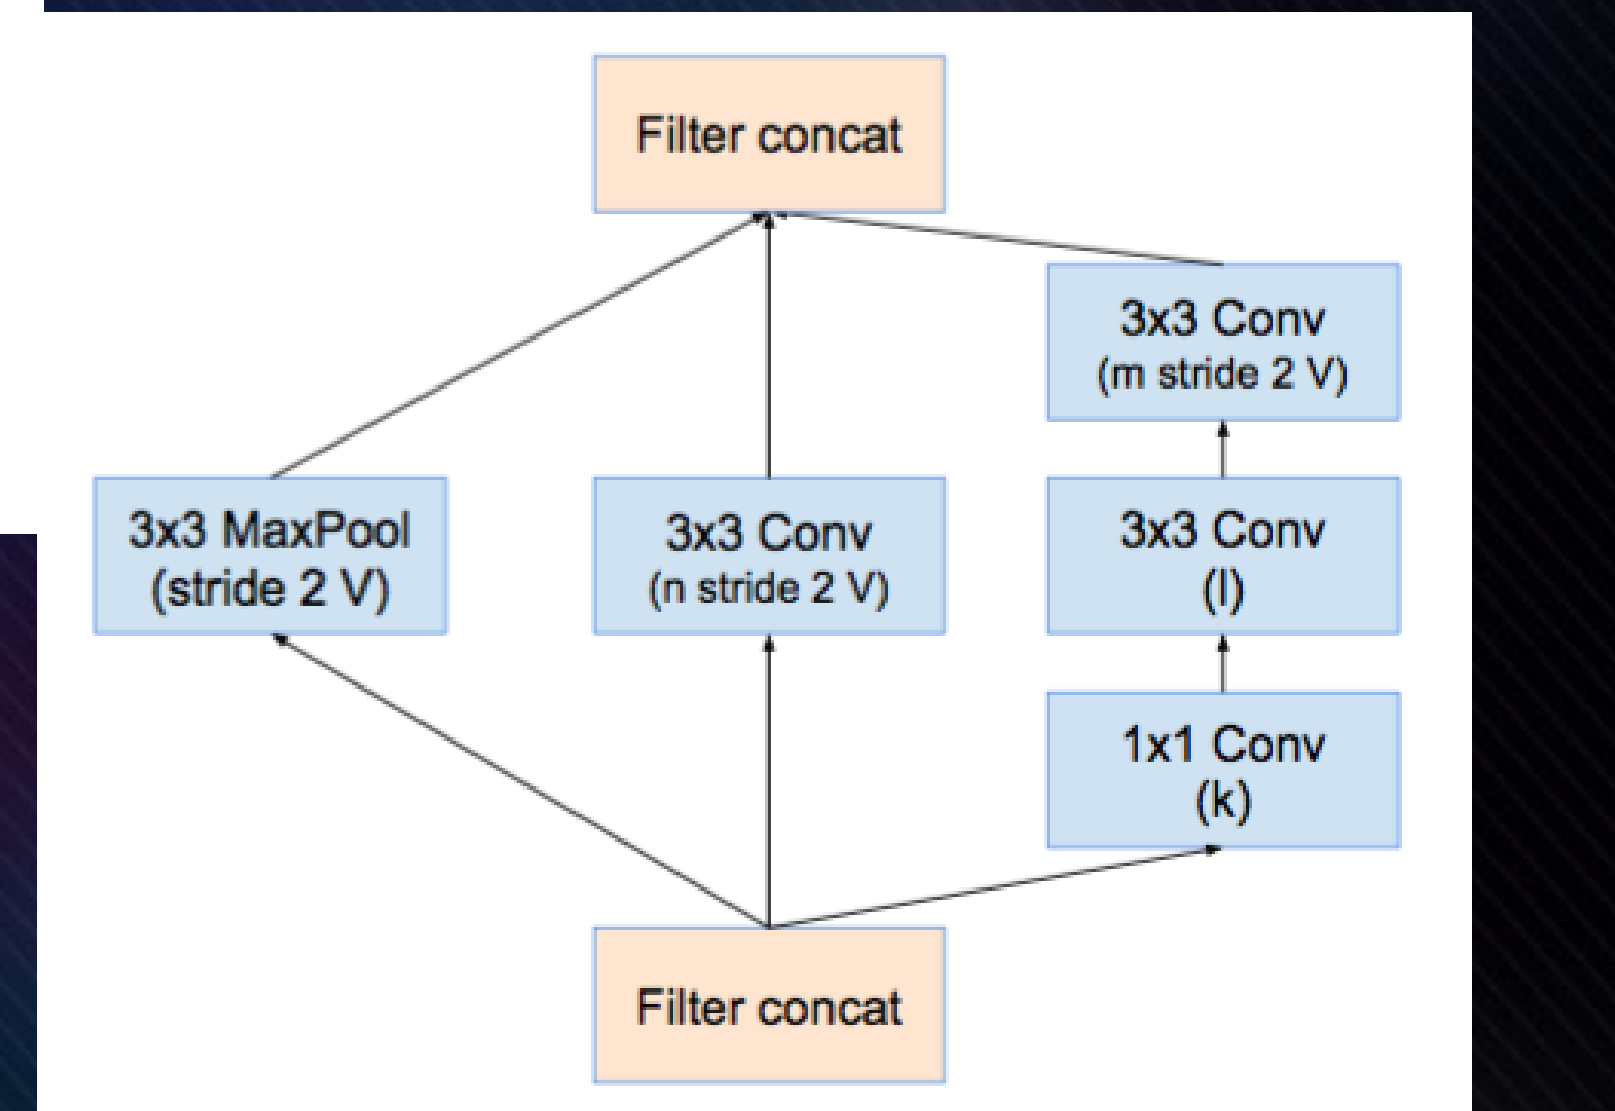 Filter concat
3x3 Conv
(m stride 2 V)
3x3 MaxPool
(stride 2 V)
3x3 Conv
(n stride 2 V)
3x3 Conv
(l)
1x1 Conv
(k)
Filter concat